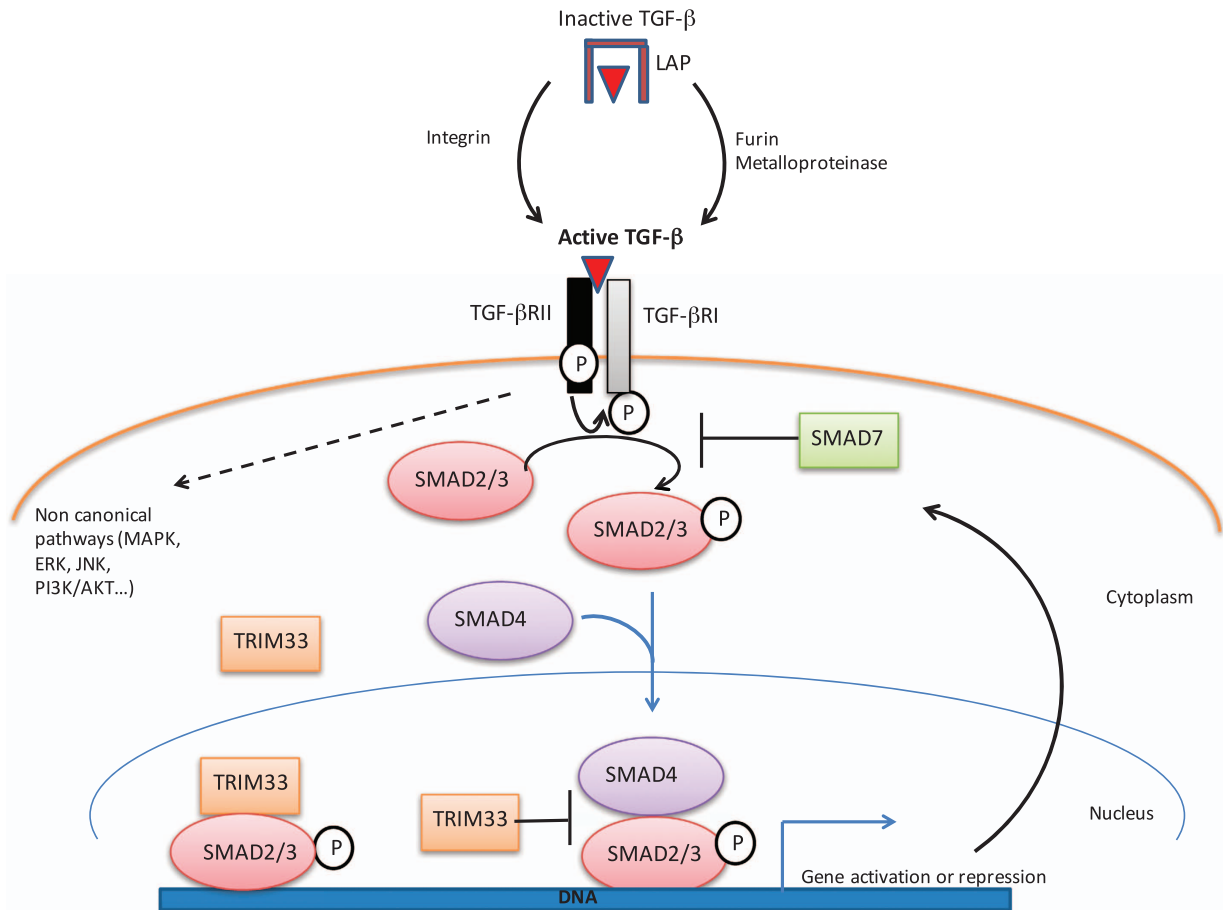 Inactive TGF-β
LAP
Integrin
Furin
Metalloproteinase
Active TGF-β
TGF-βRII
TGF-βRI
P
P
SMAD7
SMAD2/3
SMAD2/3
P
Non canonical
pathways (MAPK,
ERK, JNK,
PI3K/AKT...)
Cytoplasm
SMAD4
TRIM33
SMAD4
TRIM33
TRIM33
Nucleus
SMAD2/3
P
SMAD2/3
P
Gene activation or repression
DNA